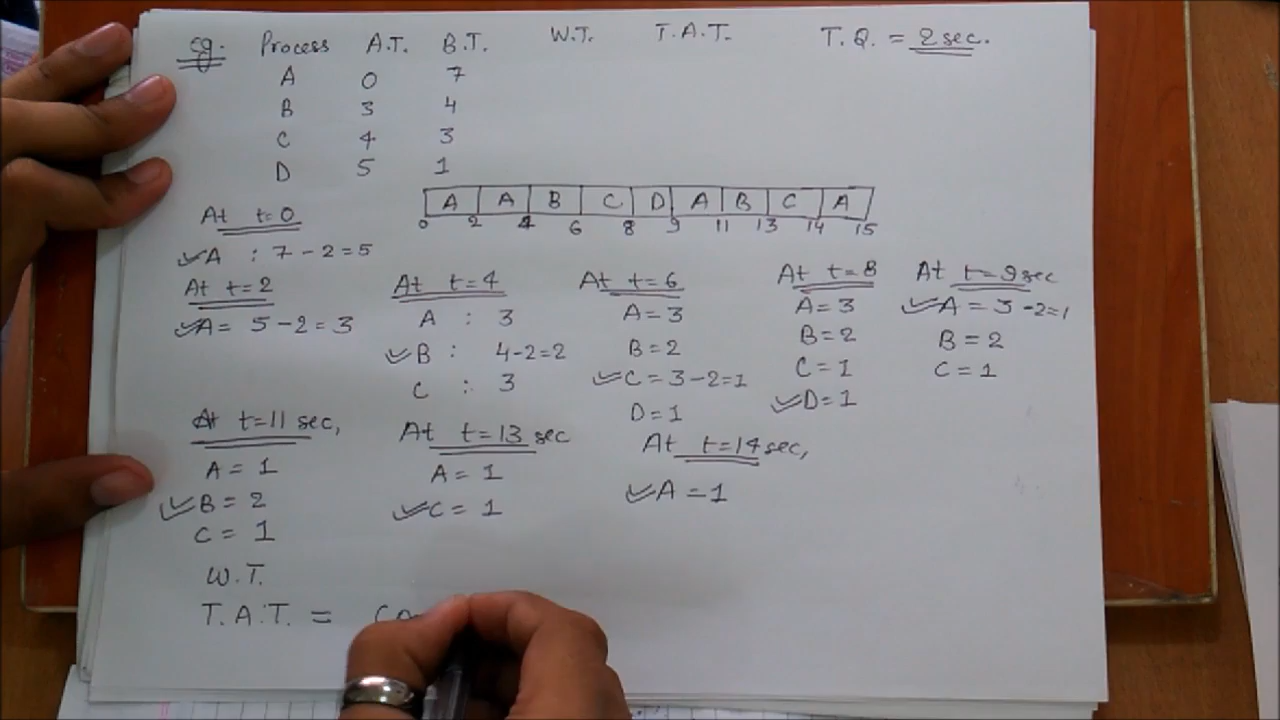 eg. Process A.T. B.T. W.T. T.A.T. T.Q. = 2 sec.
A 0 7
B 3 4
C 4 3
D 5 1
A A B C D A B C A
0 2 4 6 8 9 11 13 14 15
At t=0
A : 7-2=5
At t=2
A = 5-2=3
At t=4
A : 3
B : 4-2=2
C : 3
At t=6
A=3
B=2
C=3-2=1
D=1
At t=8
A=3
B=2
C=1
D=1
At t=9sec
A=3-2=1
B=2
C=1
At t=11 sec,
A=1
B=2
C=1
At t=13 sec
A=1
C=1
At t=14 sec,
A=1
W.T.
T.A.T. =